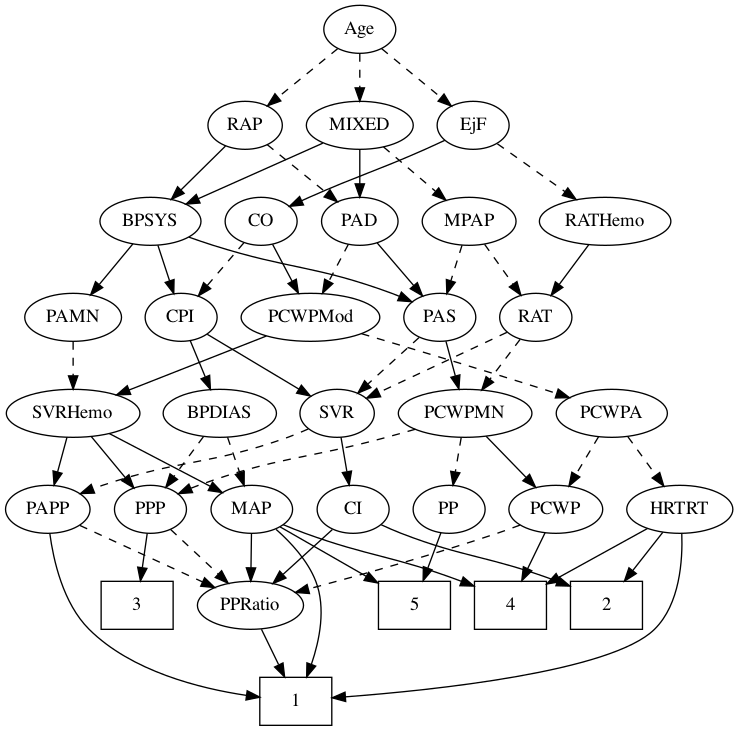 Age
RAP MIXED EjF
BPSYS CO PAD MPAP RATHemo
PAMN CPI PCWPMod PAS RAT
SVRHemo BPDIAS SVR PCWPMN PCWPA
PAPP PPP MAP CI PP PCWP HRTRT
3 PPRatio 5 4 2
1